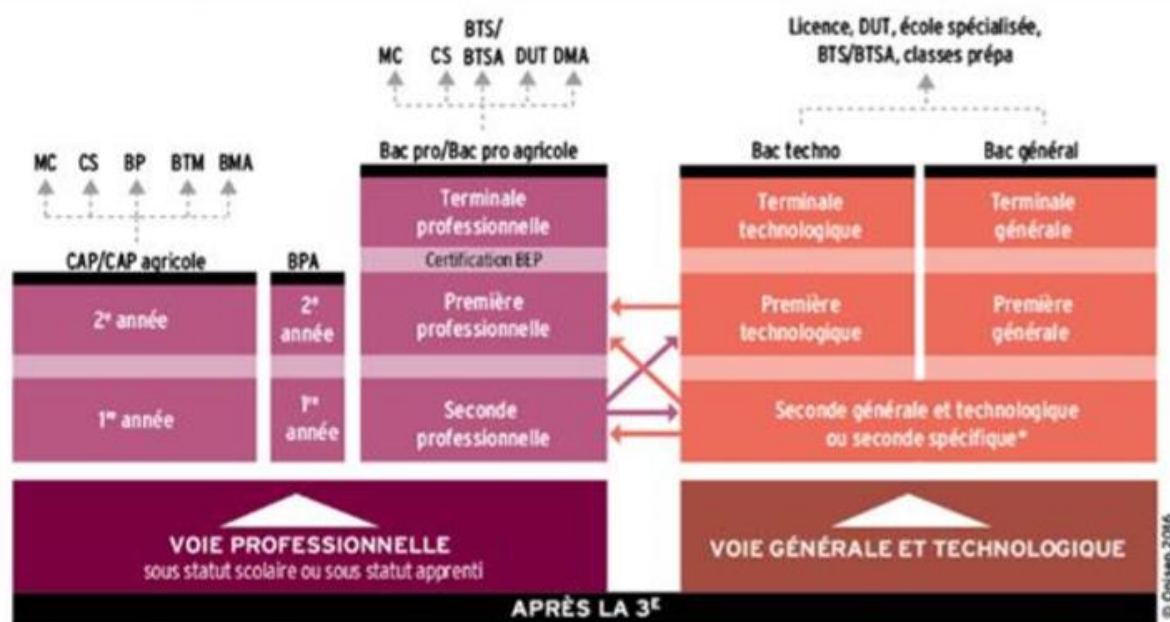 BTS/
MC CS BTSA DUT DMA
Licence, DUT, école spécialisée,
BTS/BTSA, classes prépa
MC CS BP BTM BMA
Bac pro/Bac pro agricole
Bac techno
Bac général
Terminale
professionnelle
Terminale
technologique
Terminale
générale
Certification BEP
CAP/CAP agricole
BPA
2e année
2e
année
Première
professionnelle
Première
technologique
Première
générale
1re année
1re
année
Seconde
professionnelle
Seconde générale et technologique
ou seconde spécifique*
VOIE PROFESSIONNELLE
sous statut scolaire ou sous statut apprenti
VOIE GÉNÉRALE ET TECHNOLOGIQUE
APRÈS LA 3E
© Onisep 2016